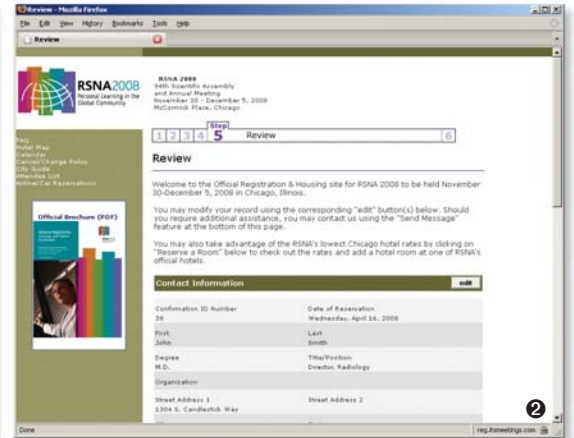 Review - Mozilla Firefox
File Edit View History Bookmarks Tools Help
Review
RSNA2008
Personal Learning in the
Global Community
RSNA 2008
94th Scientific Assembly
and Annual Meeting
November 30 - December 5, 2008
McCormick Place, Chicago
Step
1 2 3 4 5 Review 6
FAQ
Hotel Map
Calendar
Cancel/Change Policy
City Guide
Attendee List
Airline/Car Reservations
Official Brochure (PDF)
Review
Welcome to the Official Registration & Housing site for RSNA 2008 to be held November
30-December 5, 2008 in Chicago, Illinois.
You may modify your record using the corresponding "edit" button(s) below. Should
you require additional assistance, you may contact us using the "Send Message"
feature at the bottom of this page.
You may also take advantage of the RSNA's lowest Chicago hotel rates by clicking on
"Reserve a Room" below to check out the rates and add a hotel room at one of RSNA's
official hotels.
Contact Information edit
Confirmation ID Number Date of Reservation
38 Wednesday, April 16, 2008
First Last
John Smith
Degree Title/Position
M.D. Director, Radiology
Organization
Street Address 1 Street Address 2
1304 S. Candlestick Way
2
Done reg.itsmeetings.com